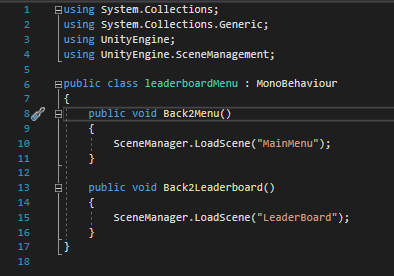 1 using System.Collections;
2 using System.Collections.Generic;
3 using UnityEngine;
4 using UnityEngine.SceneManagement;
5
6 public class leaderboardMenu : MonoBehaviour
7 {
8 public void Back2Menu()
9 {
10 SceneManager.LoadScene("MainMenu");
11 }
12
13 public void Back2Leaderboard()
14 {
15 SceneManager.LoadScene("LeaderBoard");
16 }
17 }
18